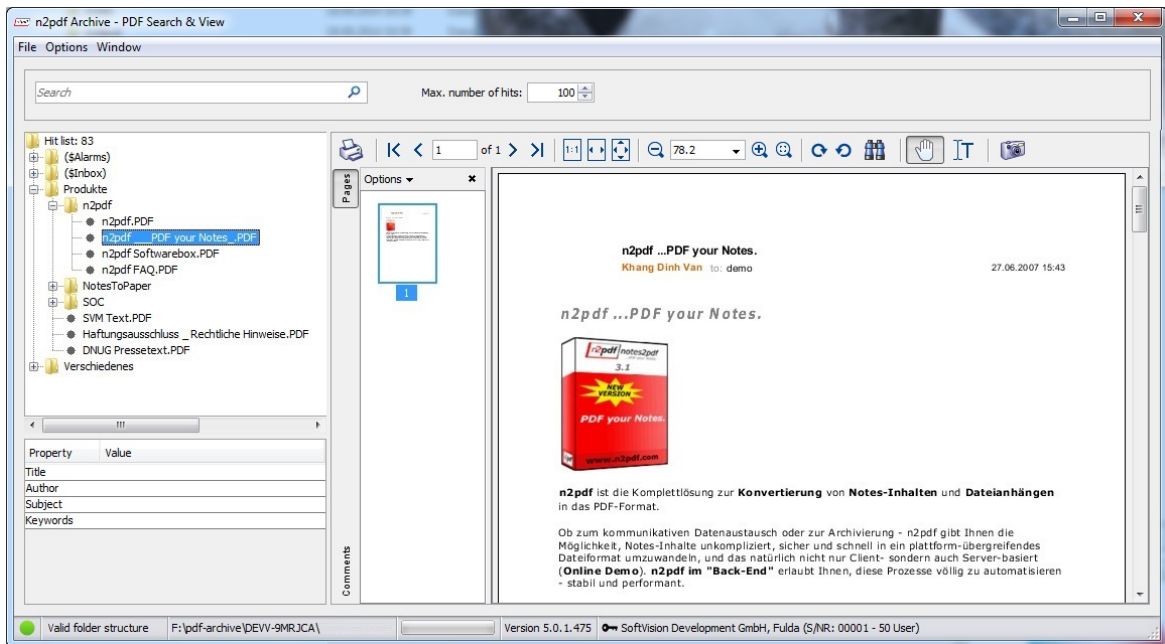 n2pdf Archive - PDF Search & View
File Options Window
Search
Max. number of hits: 100
Hit list: 83
($Alarms)
($Inbox)
Produkte
n2pdf
n2pdf.PDF
n2pdf___PDF your Notes_.PDF
n2pdf Softwarebox.PDF
n2pdf FAQ.PDF
NotesToPaper
SOC
SVM Text.PDF
Haftungsausschluss _ Rechtliche Hinweise.PDF
DNUG Pressetext.PDF
Verschiedenes
Property Value
Title
Author
Subject
Keywords
1 of 1 1:1 78.2
Pages
Options
1
Comments
n2pdf ...PDF your Notes.
Khang Dinh Van to: demo 27.06.2007 15:43
n2pdf ...PDF your Notes.
n2pdf notes2pdf
3.1
NEW
VERSION
PDF your Notes.
www.n2pdf.com
n2pdf ist die Komplettlösung zur Konvertierung von Notes-Inhalten und Dateianhängen
in das PDF-Format.
Ob zum kommunikativen Datenaustausch oder zur Archivierung - n2pdf gibt Ihnen die
Möglichkeit, Notes-Inhalte unkompliziert, sicher und schnell in ein plattform-übergreifendes
Dateiformat umzuwandeln, und das natürlich nicht nur Client- sondern auch Server-basiert
(Online Demo). n2pdf im "Back-End" erlaubt Ihnen, diese Prozesse völlig zu automatisieren
- stabil und performant.
Valid folder structure F:\pdf-archive\DEVV-9MRJCA\ Version 5.0.1.475 SoftVision Development GmbH, Fulda (S/NR: 00001 - 50 User)